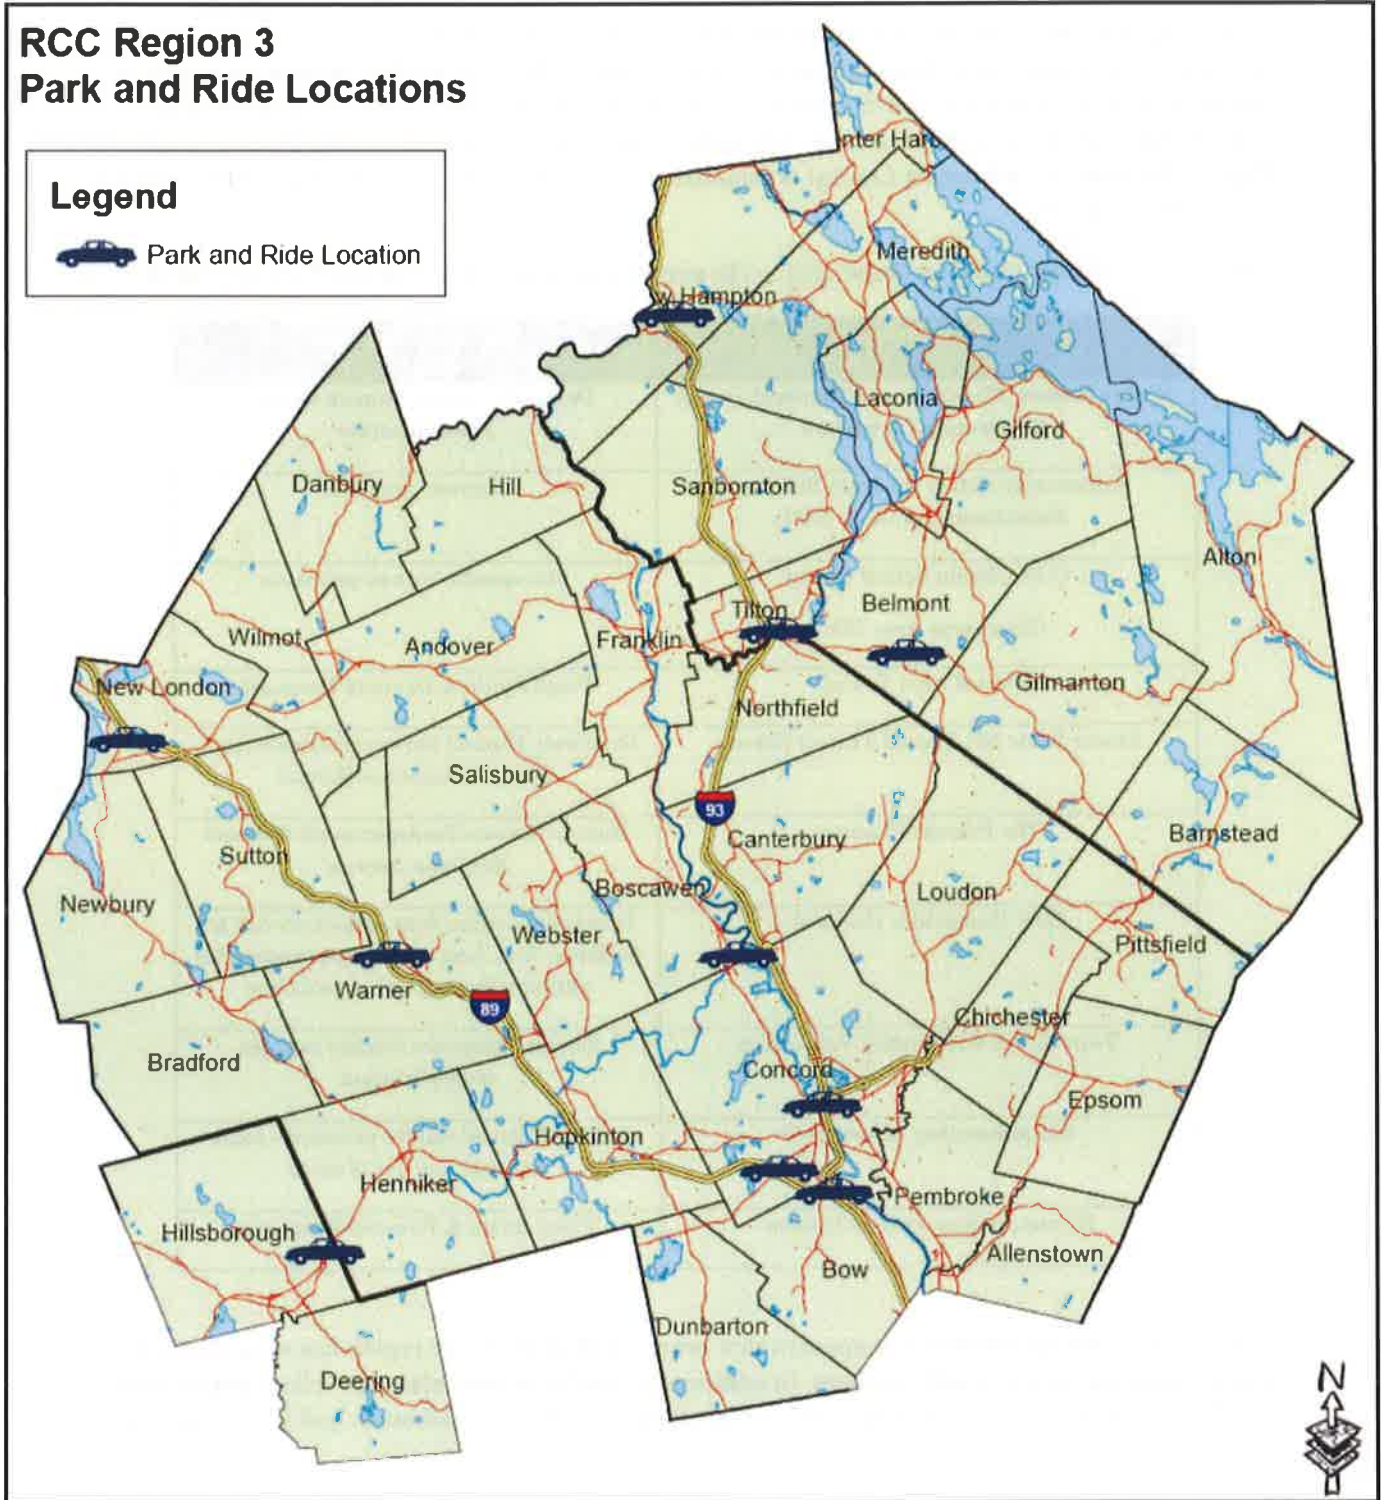 RCC Region 3
Park and Ride Locations
Legend
Park and Ride Location
nter Harb
Meredith
w Hampton
Laconia
Gilford
Danbury
Hill
Sanbornton
Alton
Tilton
Belmont
Wilmot
Andover
Franklin
New London
Gilmanton
Northfield
Salisbury
93
Canterbury
Barnstead
Sutton
Boscawen
Loudon
Newbury
Webster
Pittsfield
Warner
89
Chichester
Bradford
Concord
Epsom
Hopkinton
Henniker
Pembroke
Hillsborough
Allenstown
Bow
Dunbarton
Deering
N